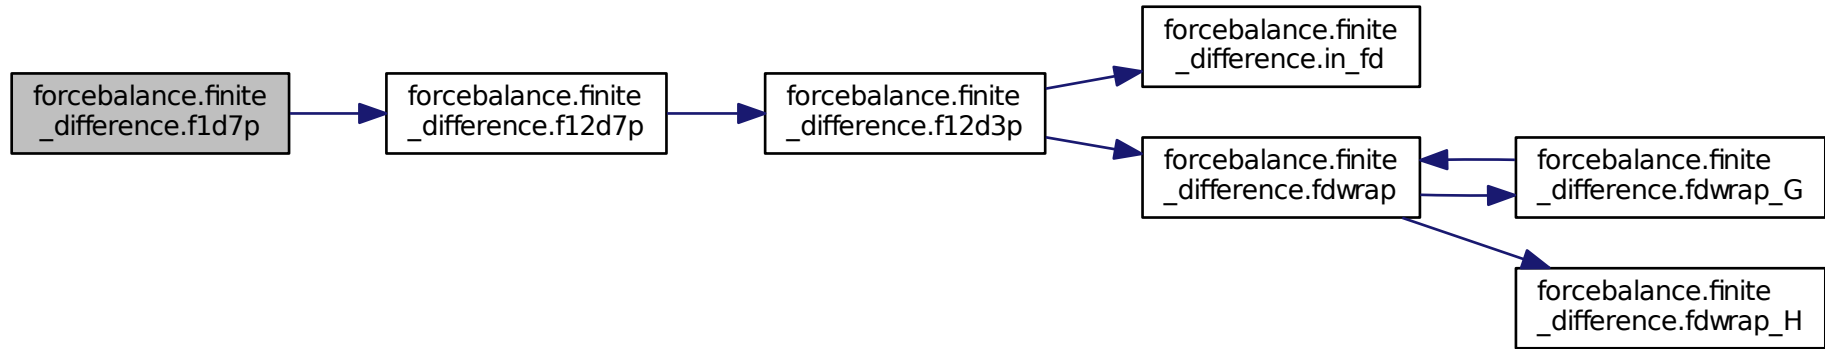 forcebalance.finite
_difference.f1d7p
forcebalance.finite
_difference.f12d7p
forcebalance.finite
_difference.f12d3p
forcebalance.finite
_difference.in_fd
forcebalance.finite
_difference.fdwrap
forcebalance.finite
_difference.fdwrap_G
forcebalance.finite
_difference.fdwrap_H